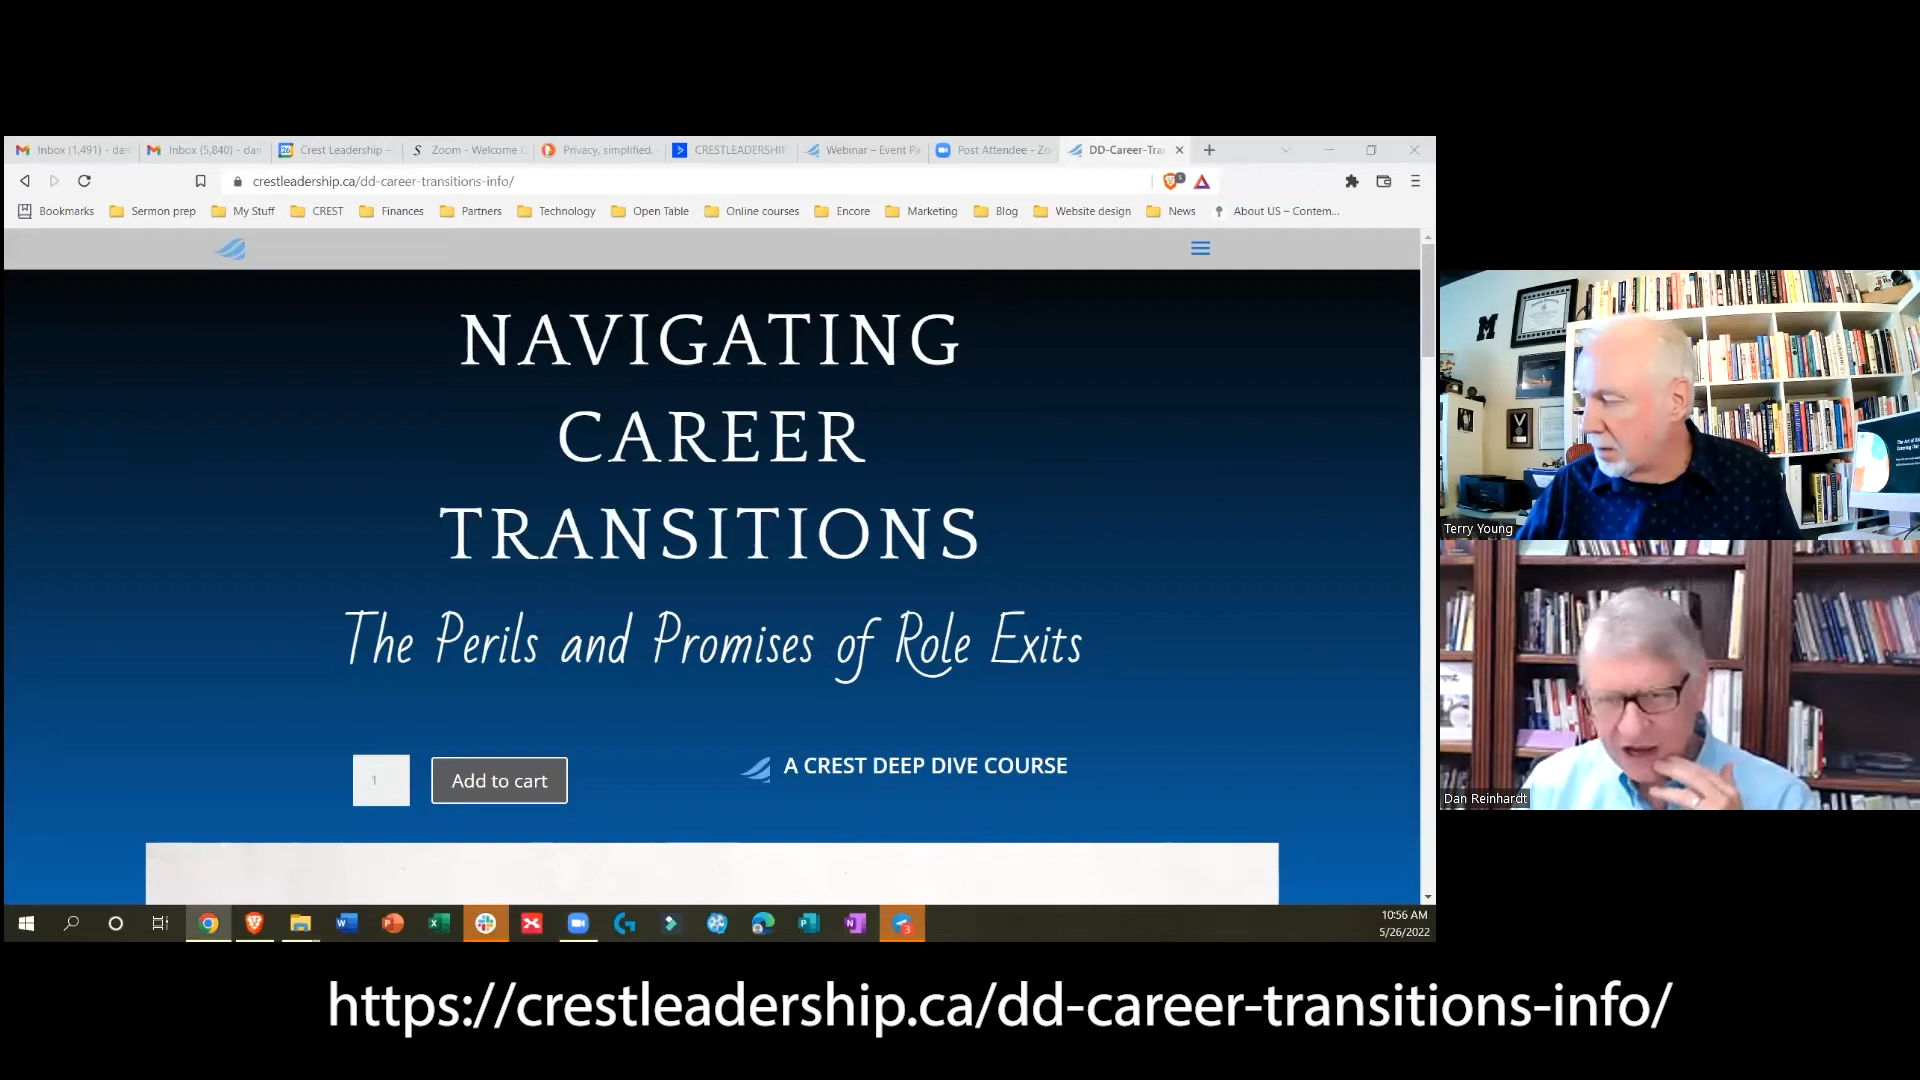 Inbox (1,491) - dan
Inbox (5,840) - dan
Crest Leadership –
Zoom - Welcome
Privacy, simplified. -
CRESTLEADERSHIP
Webinar – Event Pa
Post Attendee - Zo
DD-Career-Tra
crestleadership.ca/dd-career-transitions-info/
Bookmarks
Sermon prep
My Stuff
CREST
Finances
Partners
Technology
Open Table
Online courses
Encore
Marketing
Blog
Website design
News
About US – Contem...
NAVIGATING
CAREER
TRANSITIONS
The Perils and Promises of Role Exits
1
Add to cart
A CREST DEEP DIVE COURSE
10:56 AM
5/26/2022
Terry Young
Dan Reinhardt
https://crestleadership.ca/dd-career-transitions-info/